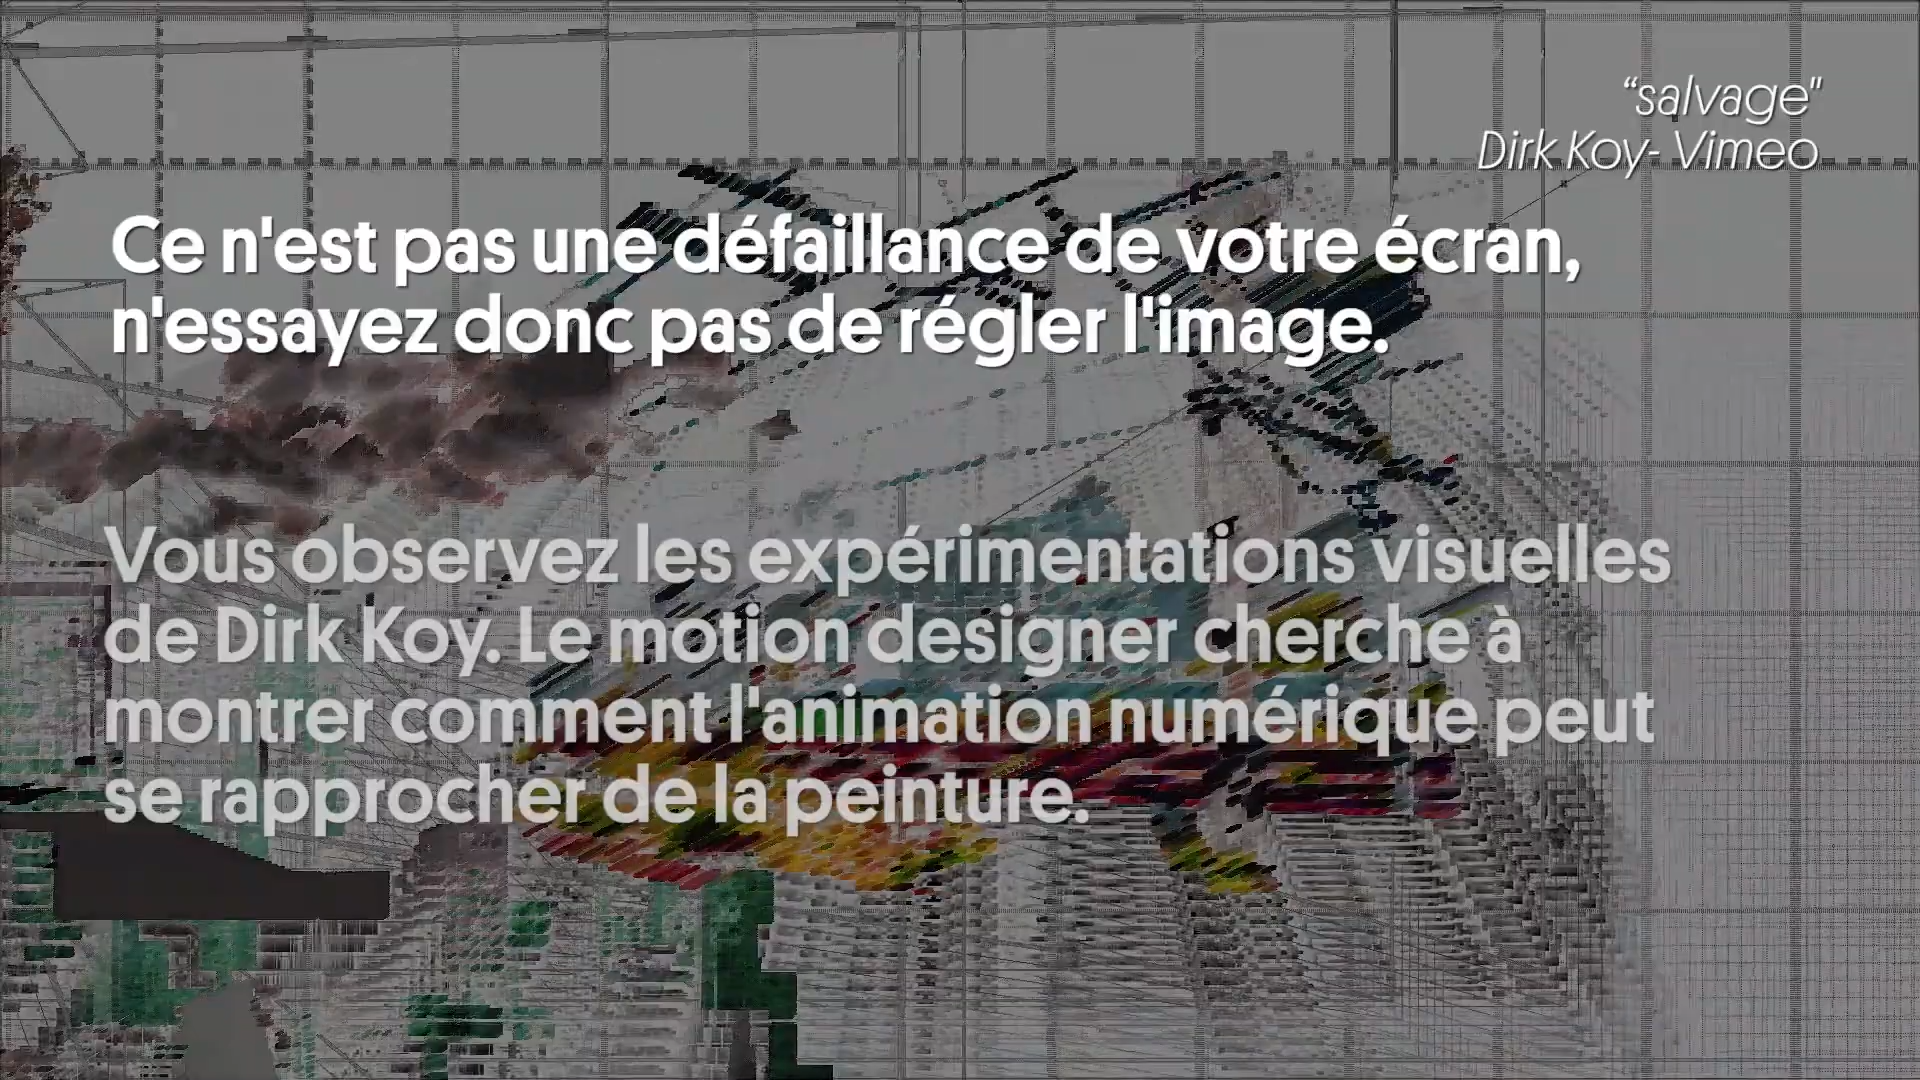 “salvage"
Dirk Koy- Vimeo
Ce n'est pas une défaillance de votre écran,
n'essayez donc pas de régler l'image.
Vous observez les expérimentations visuelles
de Dirk Koy. Le motion designer cherche à
montrer comment l'animation numérique peut
se rapprocher de la peinture.